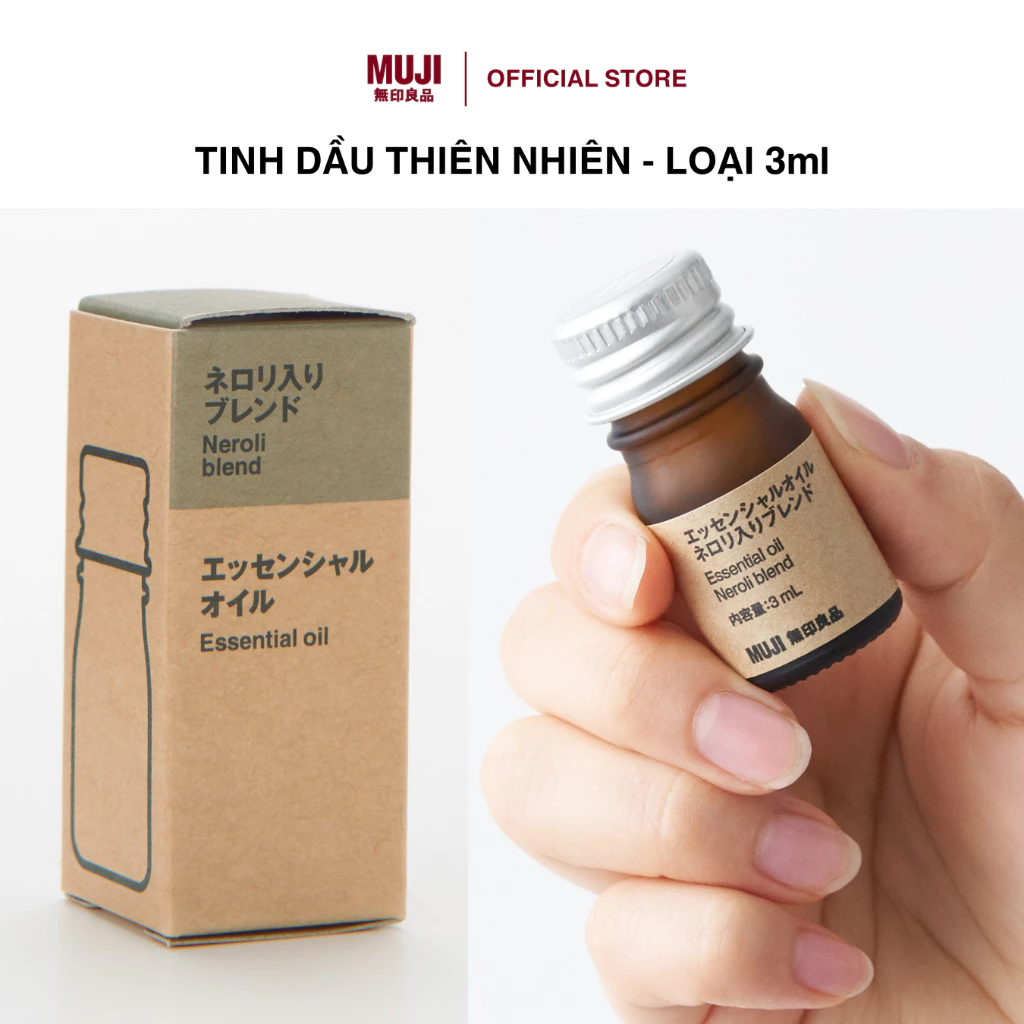 MUJI
無印良品
OFFICIAL STORE
TINH DẦU THIÊN NHIÊN - LOẠI 3ml
ネロリ入り
ブレンド
Neroli
blend
エッセンシャル
オイル
Essential oil
エッセンシャルオイル
ネロリ入りブレンド
Essential oil
Neroli blend
内容量:3 mL
MUJI 無印良品